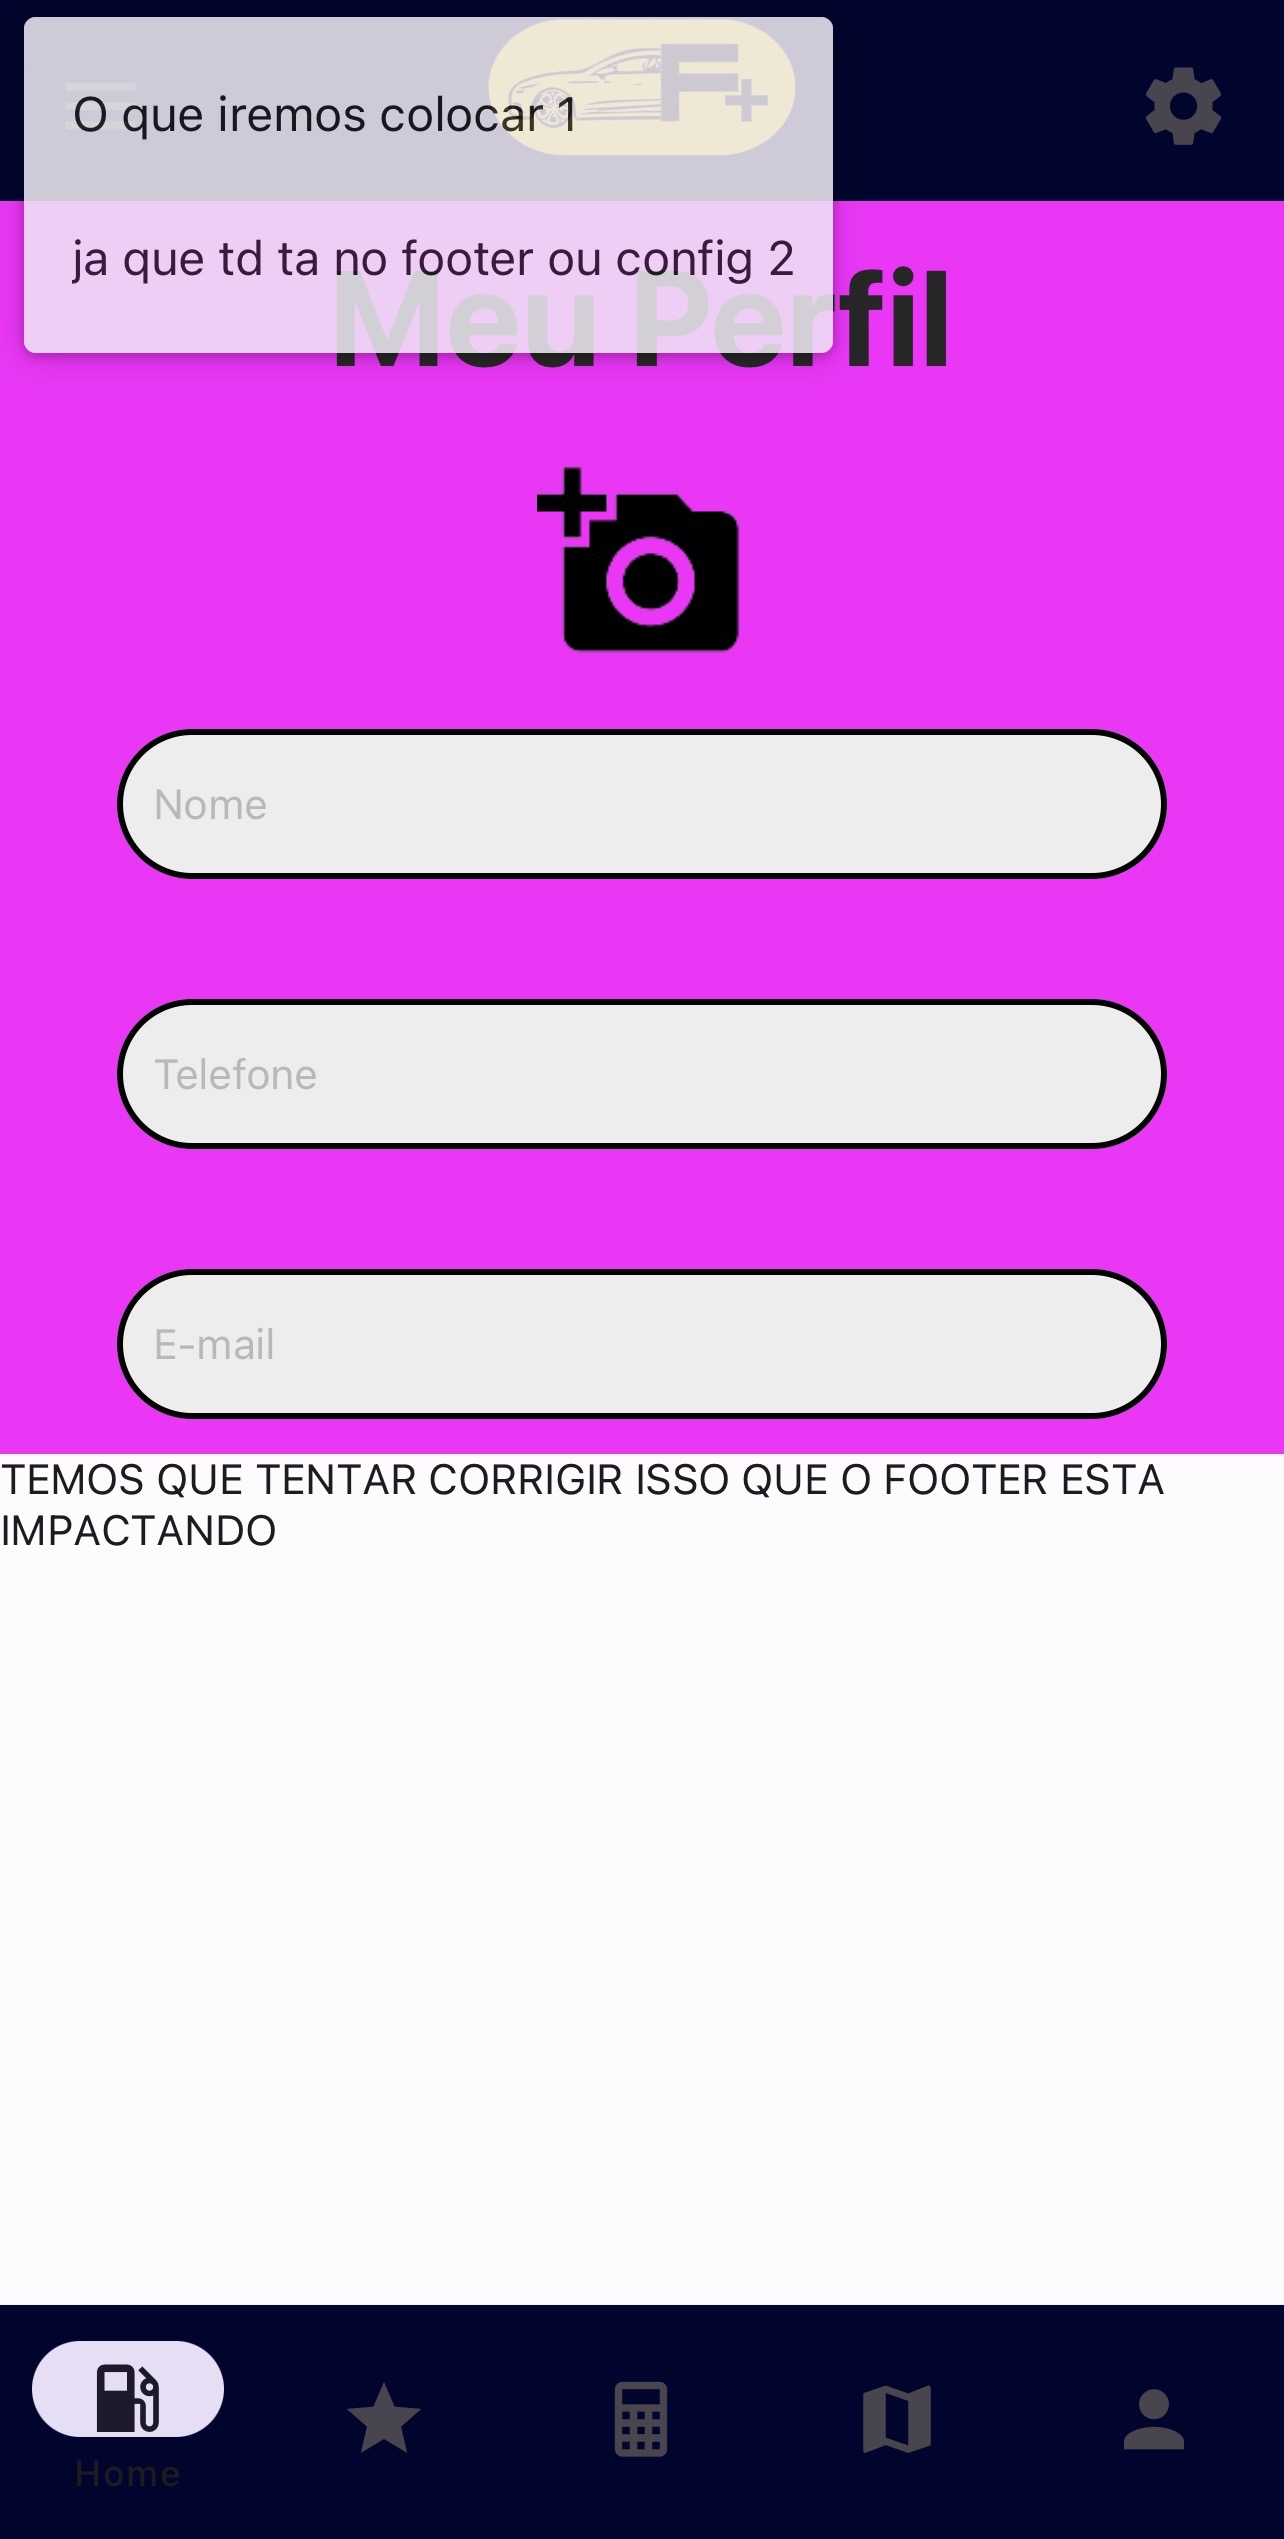 F+
O que iremos colocar 1
ja que td ta no footer ou config 2
Meu Perfil
Nome
Telefone
E-mail
TEMOS QUE TENTAR CORRIGIR ISSO QUE O FOOTER ESTA
IMPACTANDO
Home